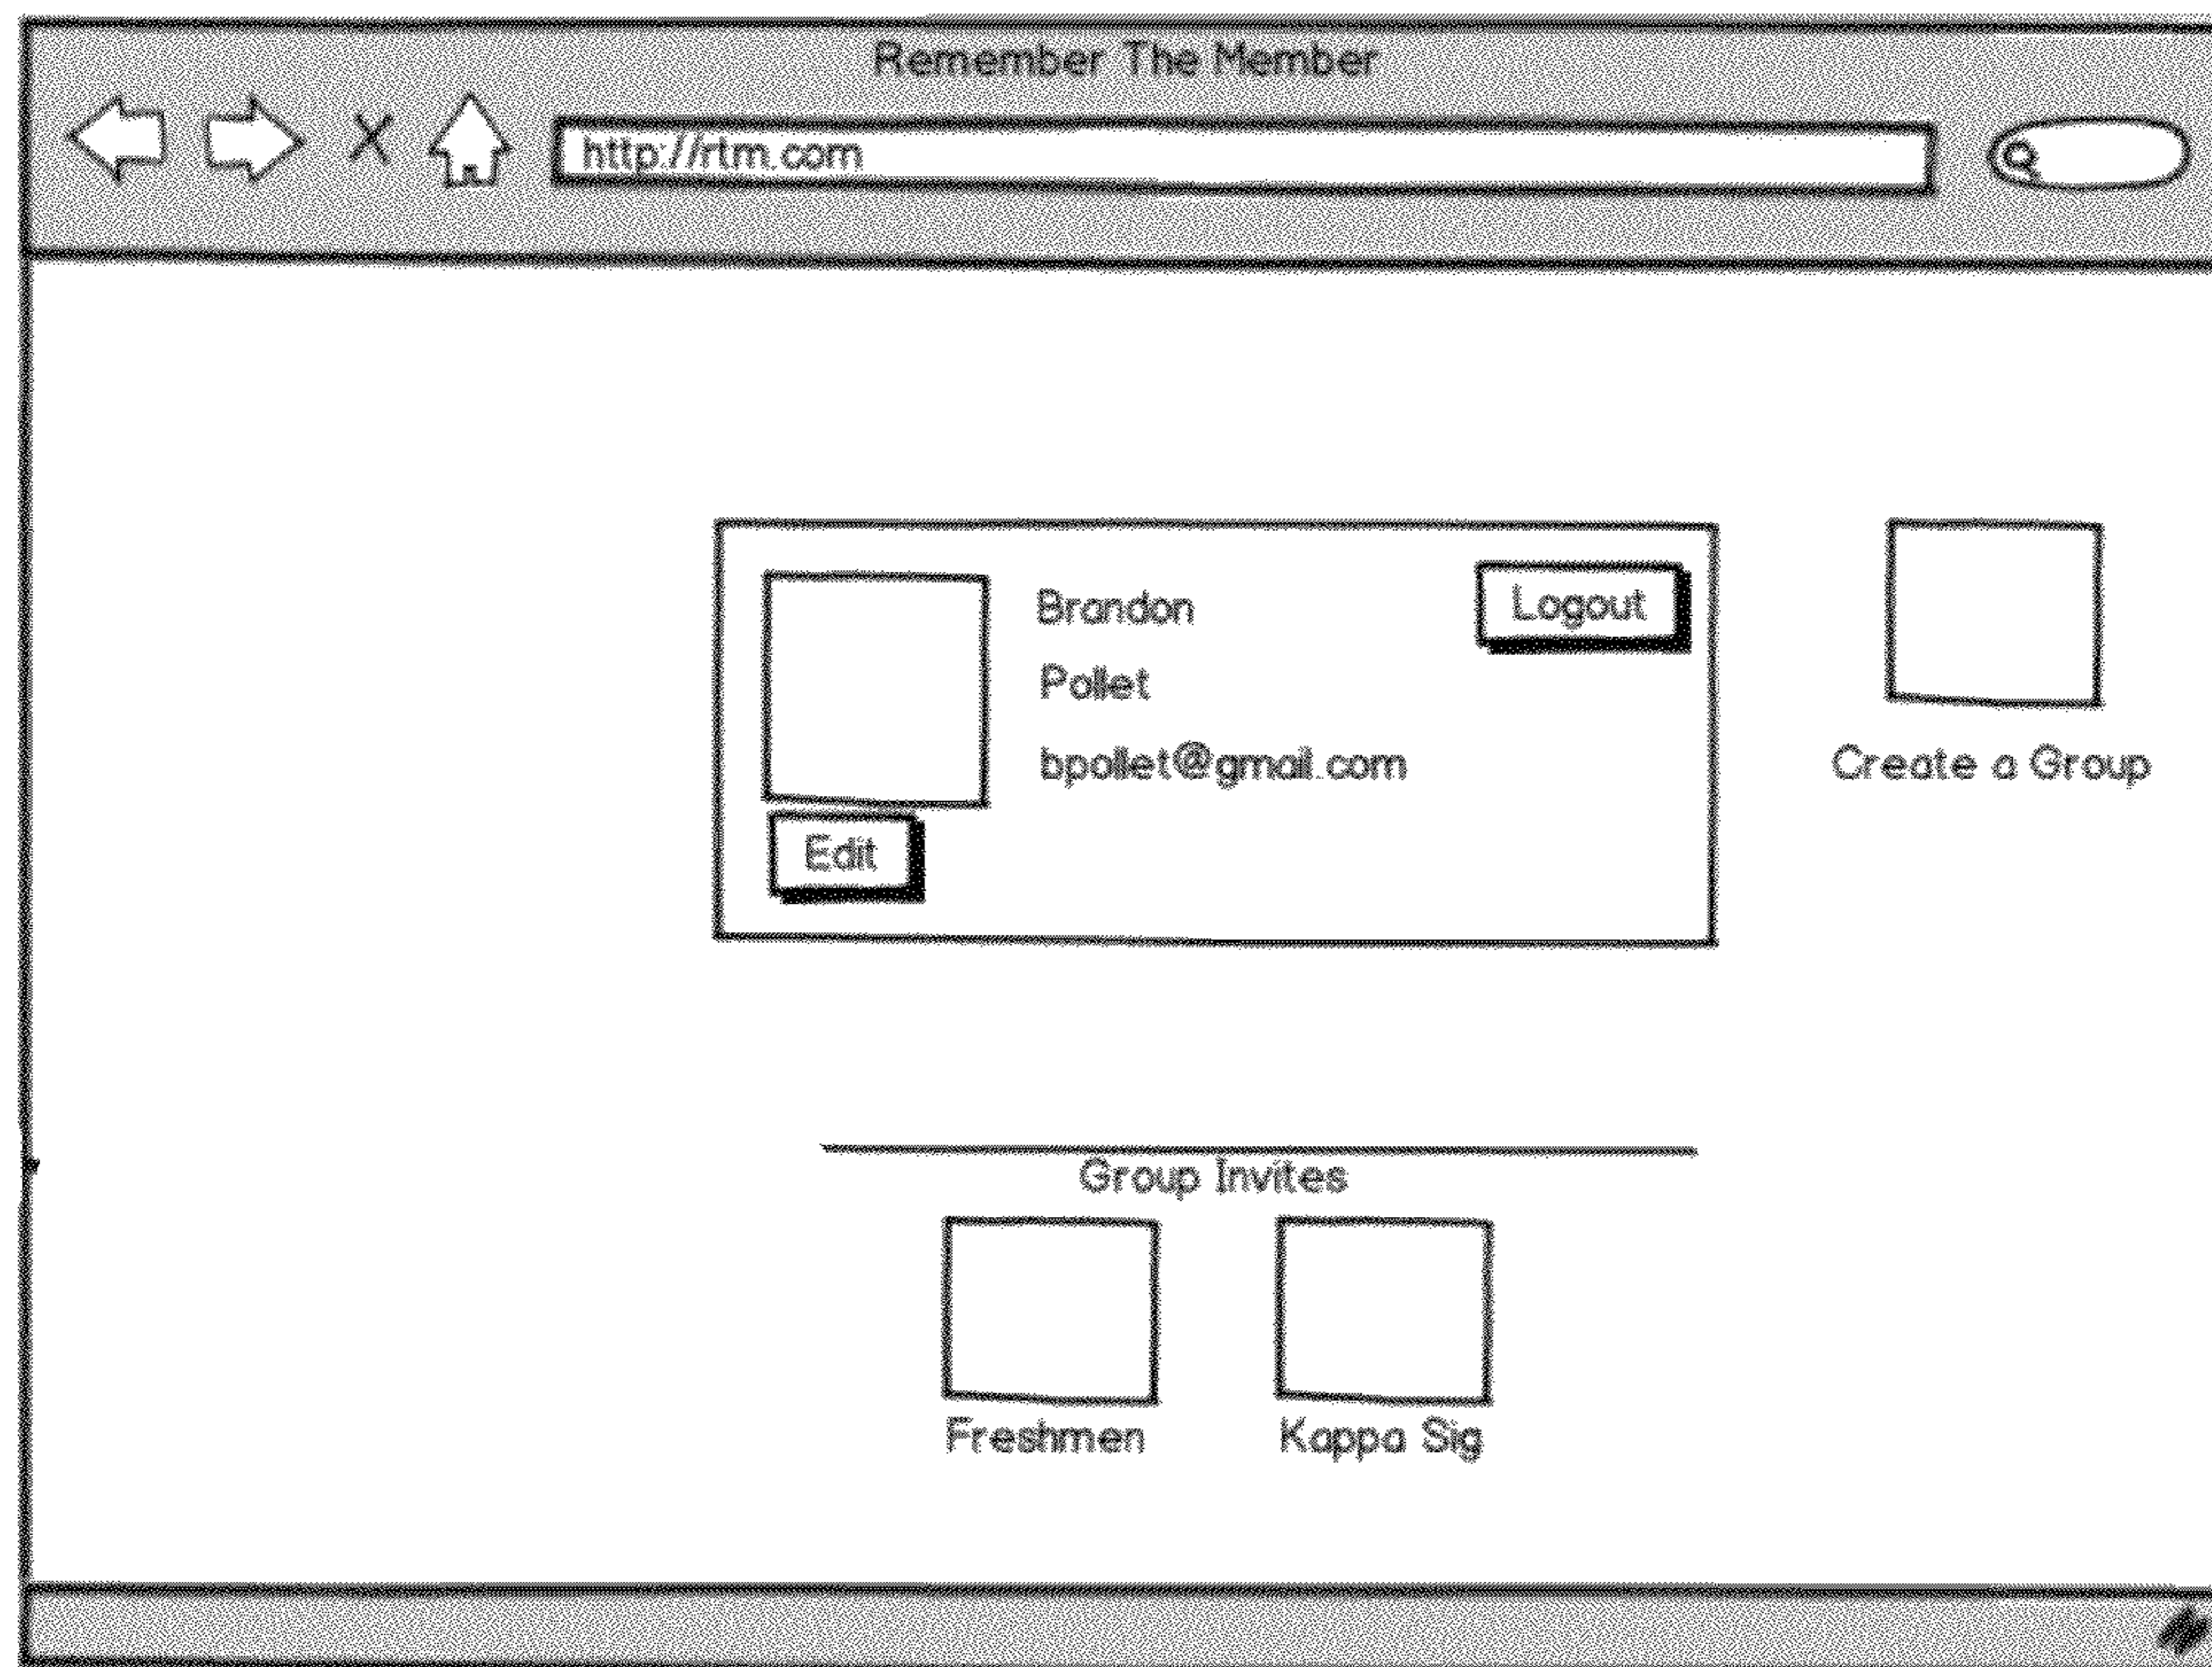 Remember The Member
http://rtm.com
Brandon
Logout
Pollet
bpollet@gmail.com
Create a Group
Edit
Group Invites
Freshmen
Kappa Sig